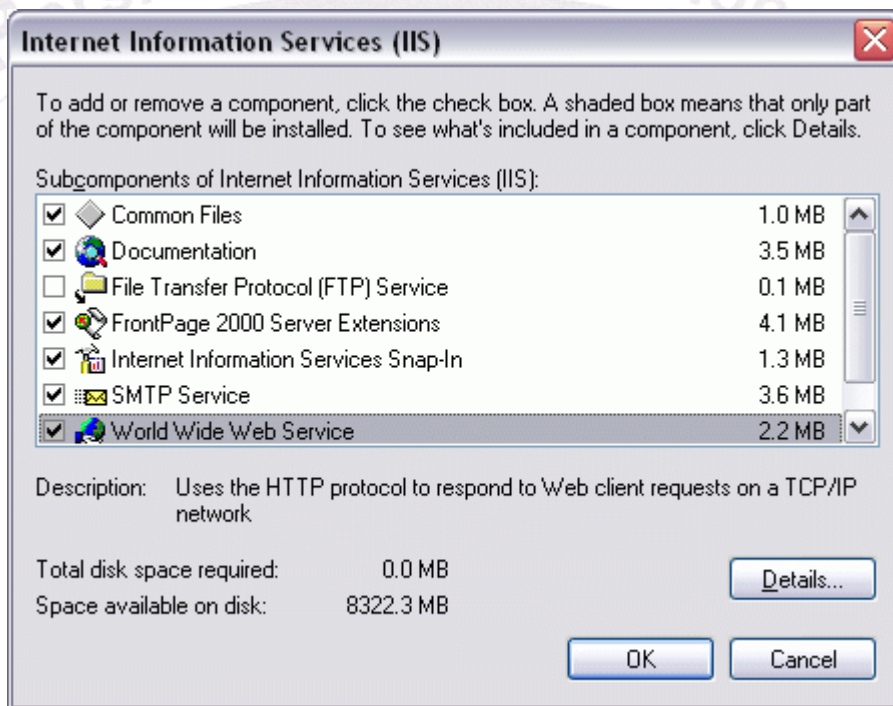 Internet Information Services (IIS)
To add or remove a component, click the check box. A shaded box means that only part
of the component will be installed. To see what's included in a component, click Details.
Subcomponents of Internet Information Services (IIS):
Common Files 1.0 MB
Documentation 3.5 MB
File Transfer Protocol (FTP) Service 0.1 MB
FrontPage 2000 Server Extensions 4.1 MB
Internet Information Services Snap-In 1.3 MB
SMTP Service 3.6 MB
World Wide Web Service 2.2 MB
Description: Uses the HTTP protocol to respond to Web client requests on a TCP/IP
network
Total disk space required: 0.0 MB
Details...
Space available on disk: 8322.3 MB
OK Cancel